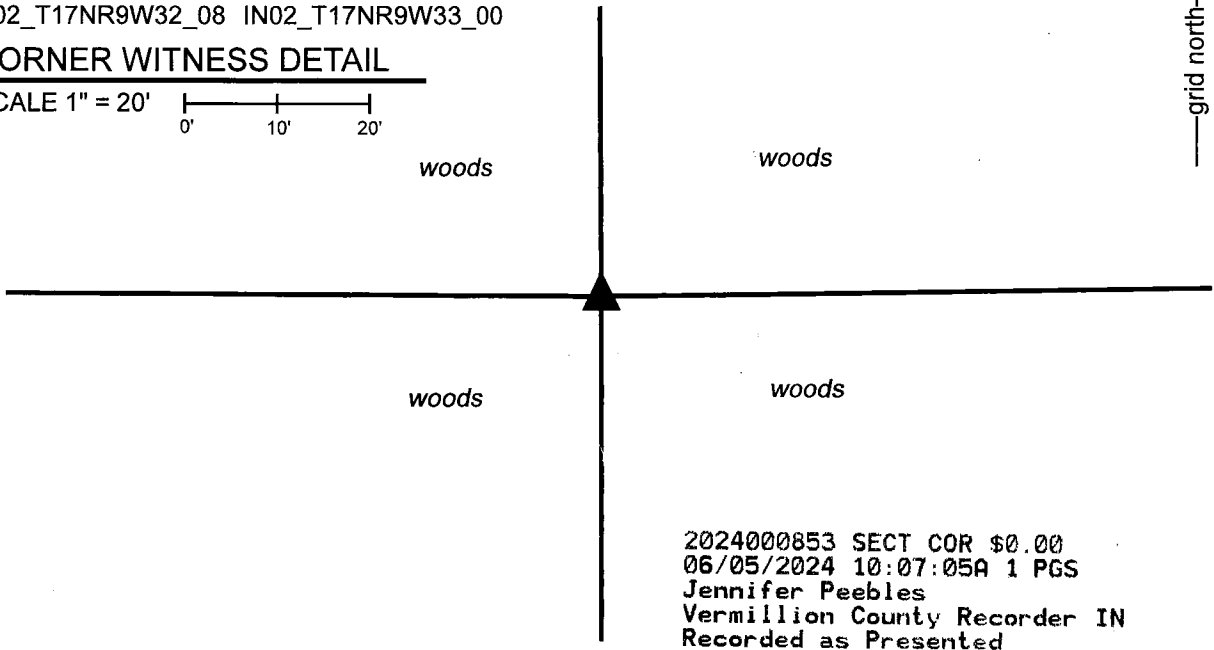 02_T17NR9W32_08 IN02_T17NR9W33_00
ORNER WITNESS DETAIL
CALE 1" = 20'
0' 10' 20'
grid north
woods
woods
woods
woods
2024000853 SECT COR $0.00
06/05/2024 10:07:05A 1 PGS
Jennifer Peebles
Vermillion County Recorder IN
Recorded as Presented